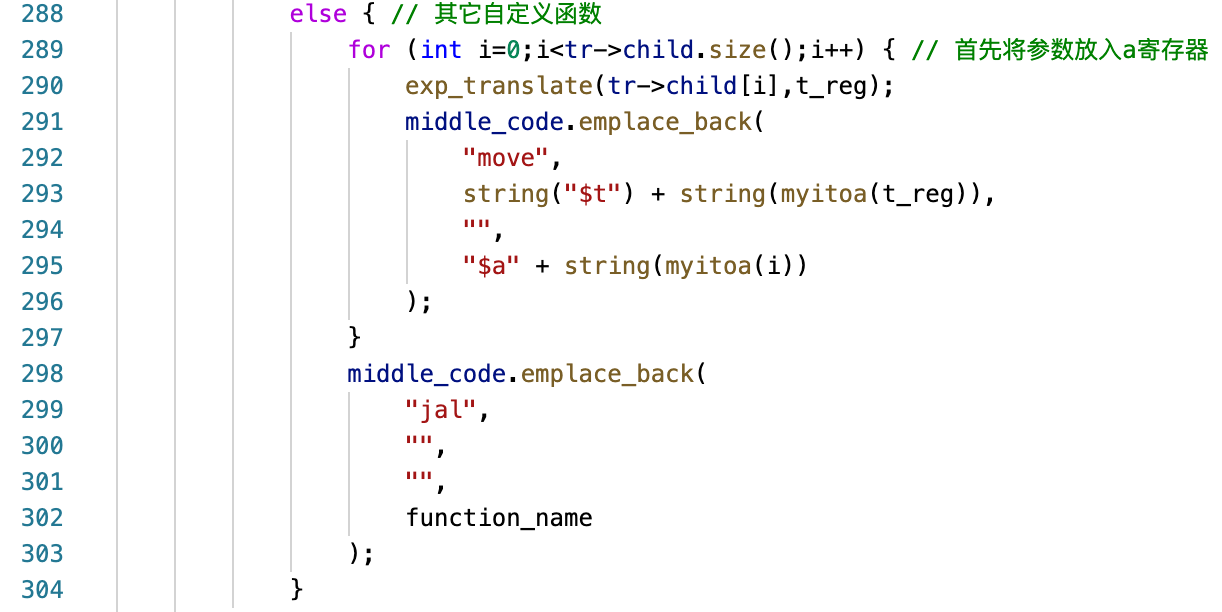 288 else { // 其它自定义函数
289 for (int i=0;i<tr->child.size();i++) { // 首先将参数放入a寄存器
290 exp_translate(tr->child[i],t_reg);
291 middle_code.emplace_back(
292 "move",
293 string("$t") + string(myitoa(t_reg)),
294 "",
295 "$a" + string(myitoa(i))
296 );
297 }
298 middle_code.emplace_back(
299 "jal",
300 "",
301 "",
302 function_name
303 );
304 }